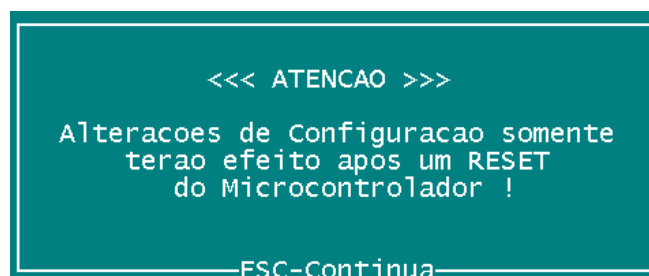 <<< ATENCAO >>>
Alteracoes de Configuracao somente
terao efeito apos um RESET
do Microcontrolador !
ESC-Continua